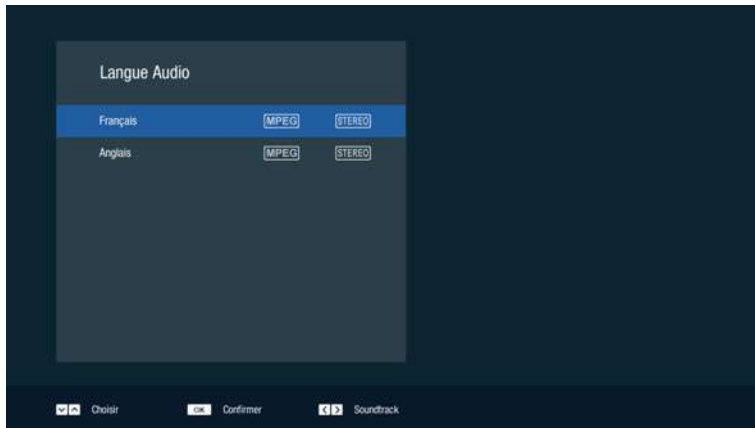 Langue Audio
Français MPEG STEREO
Anglais MPEG STEREO
Choisir OK Confirmer Soundtrack